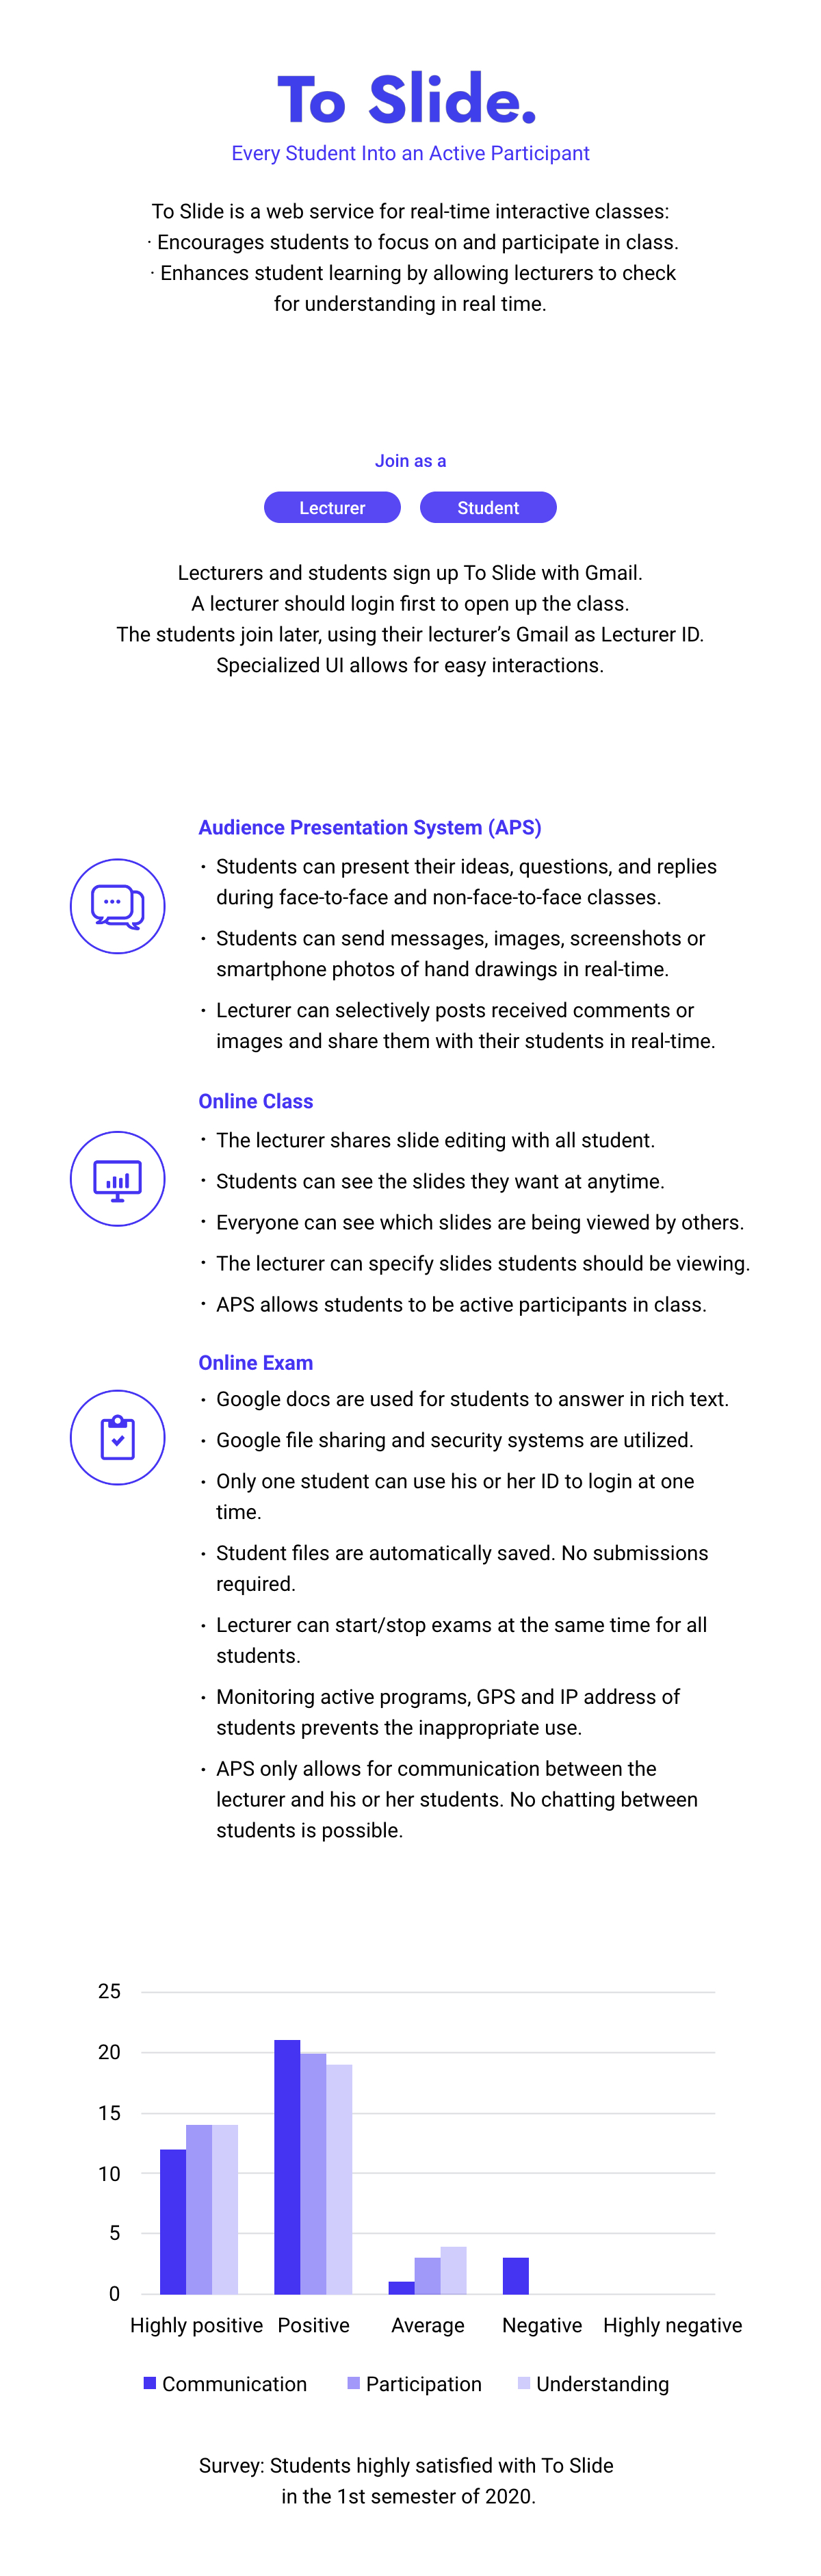 To Slide.
Every Student Into an Active Participant
To Slide is a web service for real-time interactive classes:
· Encourages students to focus on and participate in class.
· Enhances student learning by allowing lecturers to check
for understanding in real time.
Join as a
Lecturer Student
Lecturers and students sign up To Slide with Gmail.
A lecturer should login first to open up the class.
The students join later, using their lecturer’s Gmail as Lecturer ID.
Specialized UI allows for easy interactions.
Audience Presentation System (APS)
· Students can present their ideas, questions, and replies
during face-to-face and non-face-to-face classes.
· Students can send messages, images, screenshots or
smartphone photos of hand drawings in real-time.
· Lecturer can selectively posts received comments or
images and share them with their students in real-time.
Online Class
· The lecturer shares slide editing with all student.
· Students can see the slides they want at anytime.
· Everyone can see which slides are being viewed by others.
· The lecturer can specify slides students should be viewing.
· APS allows students to be active participants in class.
Online Exam
· Google docs are used for students to answer in rich text.
· Google file sharing and security systems are utilized.
· Only one student can use his or her ID to login at one
time.
· Student files are automatically saved. No submissions
required.
· Lecturer can start/stop exams at the same time for all
students.
· Monitoring active programs, GPS and IP address of
students prevents the inappropriate use.
· APS only allows for communication between the
lecturer and his or her students. No chatting between
students is possible.
25
20
15
10
5
0
Highly positive Positive Average Negative Highly negative
Communication Participation Understanding
Survey: Students highly satisfied with To Slide
in the 1st semester of 2020.